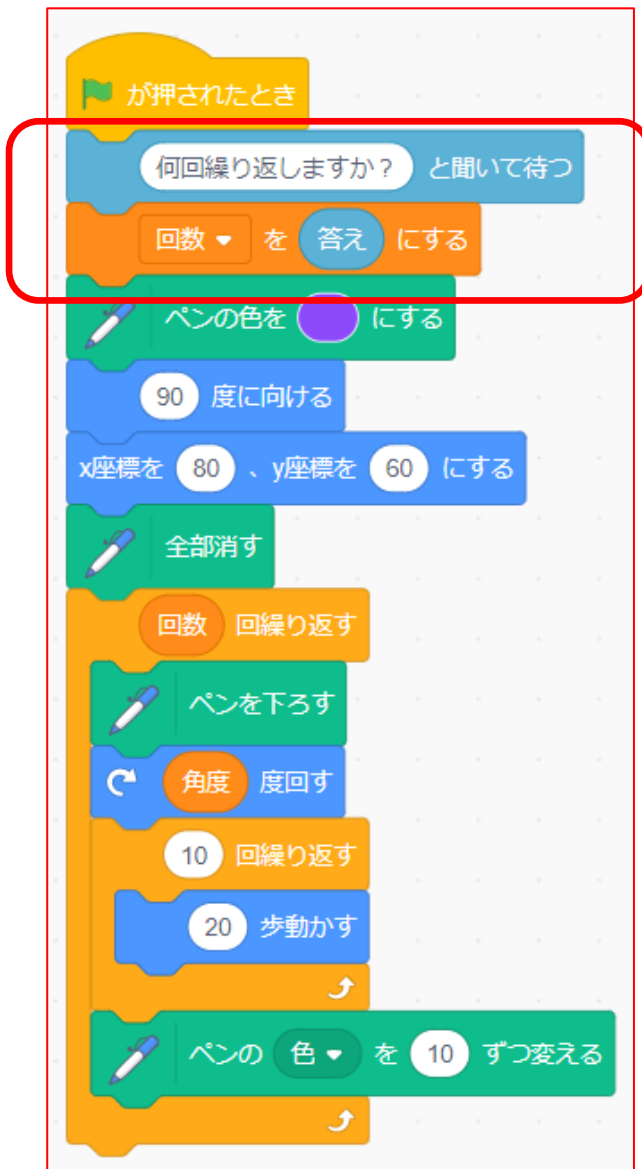 が押されたとき
何回繰り返しますか？ と聞いて待つ
回数 を 答え にする
ペンの色を にする
90 度に向ける
x座標を 80 、y座標を 60 にする
全部消す
回数 回繰り返す
ペンを下ろす
角度 度回す
10 回繰り返す
20 歩動かす
ペンの 色 を 10 ずつ変える